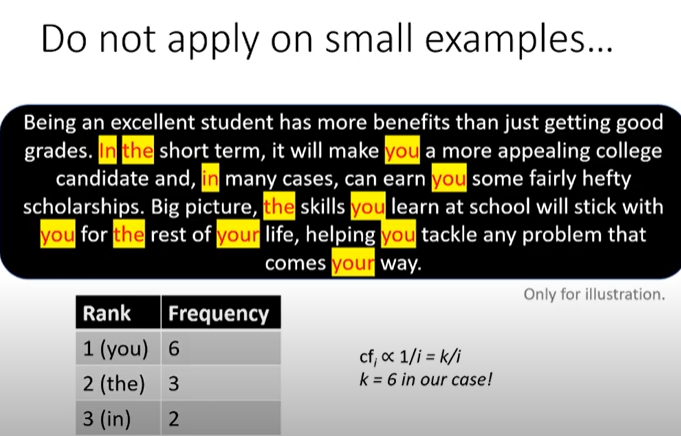 Do not apply on small examples...
Being an excellent student has more benefits than just getting good
grades. In the short term, it will make you a more appealing college
candidate and, in many cases, can earn you some fairly hefty
scholarships. Big picture, the skills you learn at school will stick with
you for the rest of your life, helping you tackle any problem that
comes your way.
Only for illustration.
Rank Frequency
1 (you) 6
2 (the) 3
3 (in) 2
cfᵢ ∝ 1/i = k/i
k = 6 in our case!